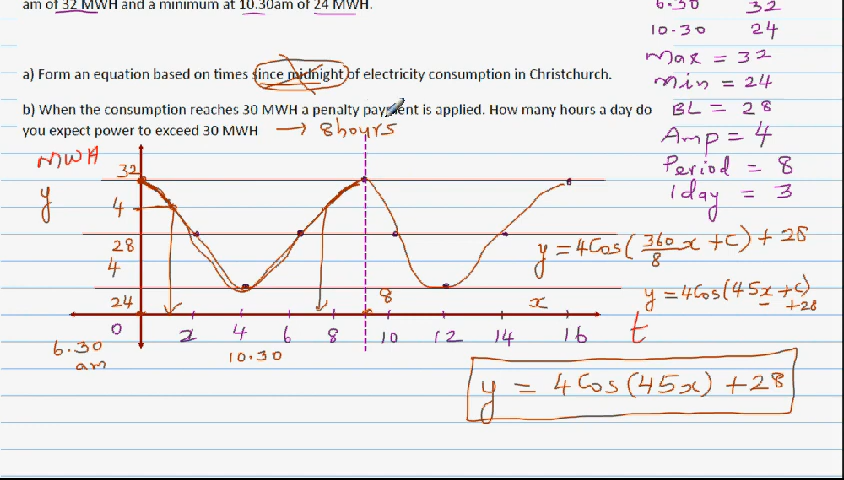 am of 32 MWH and a minimum at 10.30am of 24 MWH.
6.30 32
10.30 24
Max = 32
a) Form an equation based on times since midnight of electricity consumption in Christchurch.
Min = 24
b) When the consumption reaches 30 MWH a penalty payment is applied. How many hours a day do
BL = 28
you expect power to exceed 30 MWH → 8 hours
Amp = 4
Period = 8
1 day = 3
MWH
y
32
4
28
4
24
y = 4 Cos( 360/8 x + c) + 28
y = 4 Cos (45x + c)
+28
8
x
0 2 4 6 8 10 12 14 16 t
6.30
am
10.30
y = 4 Cos (45x) + 28